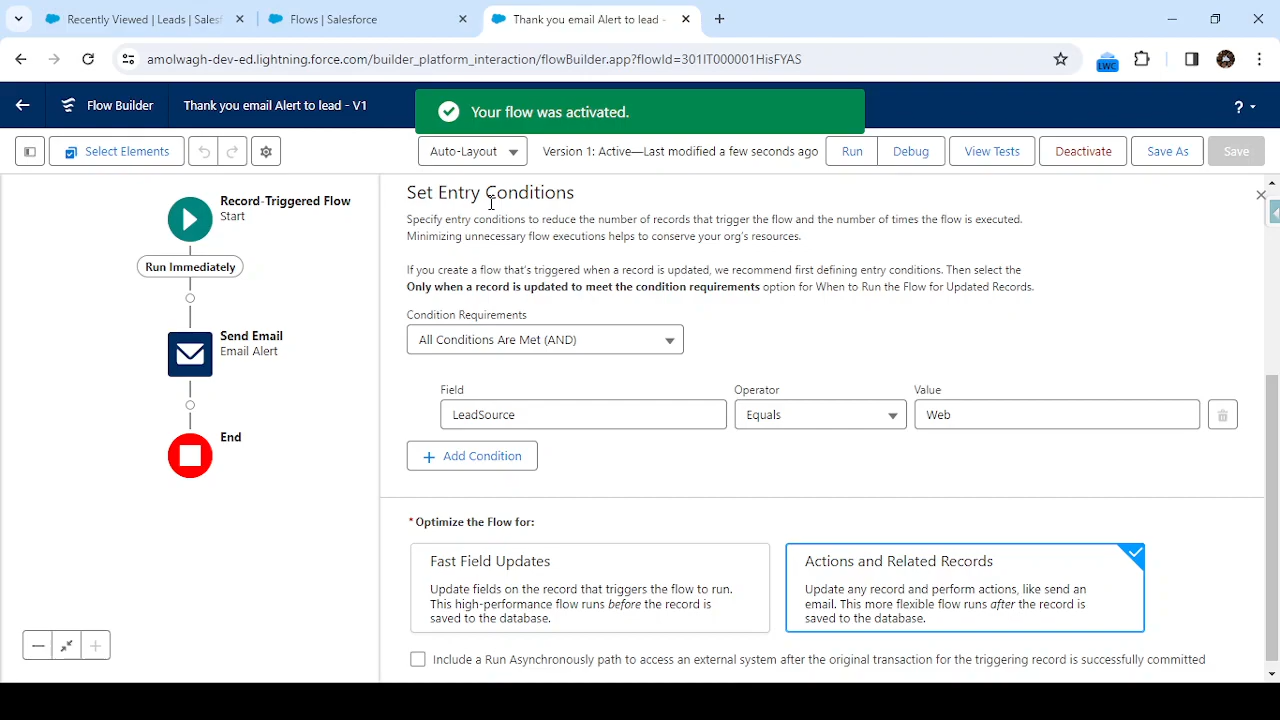 Recently Viewed | Leads | Sales
Flows | Salesforce
Thank you email Alert to lead -
amolwagh-dev-ed.lightning.force.com/builder_platform_interaction/flowBuilder.app?flowId=301IT000001HisFYAS
LWC
Flow Builder
Thank you email Alert to lead - V1
Your flow was activated.
?
Select Elements
Auto-Layout
Version 1: Active—Last modified a few seconds ago
Run
Debug
View Tests
Deactivate
Save As
Save
Record-Triggered Flow
Start
Run Immediately
Send Email
Email Alert
End
Set Entry Conditions
Specify entry conditions to reduce the number of records that trigger the flow and the number of times the flow is executed.
Minimizing unnecessary flow executions helps to conserve your org's resources.
If you create a flow that's triggered when a record is updated, we recommend first defining entry conditions. Then select the
Only when a record is updated to meet the condition requirements option for When to Run the Flow for Updated Records.
Condition Requirements
All Conditions Are Met (AND)
Field
Operator
Value
LeadSource
Equals
Web
+ Add Condition
* Optimize the Flow for:
Fast Field Updates
Update fields on the record that triggers the flow to run.
This high-performance flow runs before the record is
saved to the database.
Actions and Related Records
Update any record and perform actions, like send an
email. This more flexible flow runs after the record is
saved to the database.
Include a Run Asynchronously path to access an external system after the original transaction for the triggering record is successfully committed